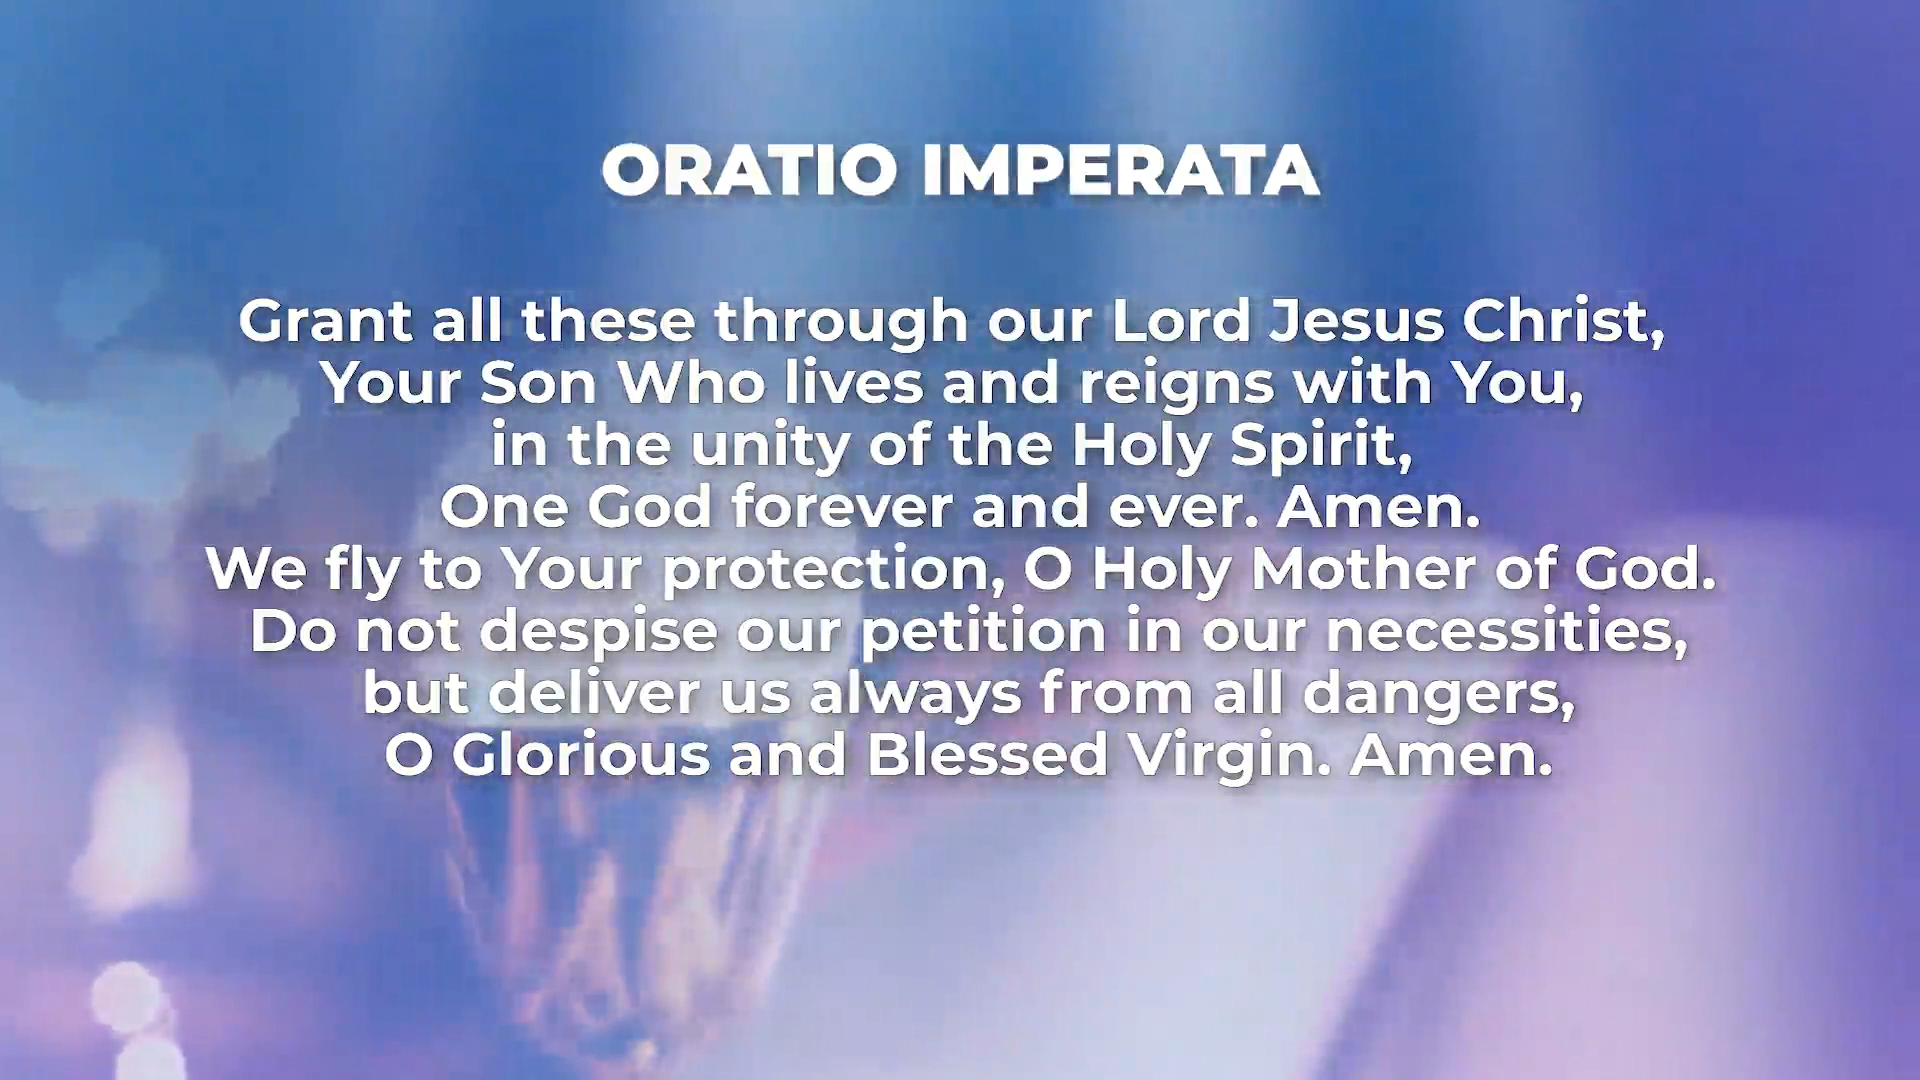 ORATIO IMPERATA
Grant all these through our Lord Jesus Christ,
Your Son Who lives and reigns with You,
in the unity of the Holy Spirit,
One God forever and ever. Amen.
We fly to Your protection, O Holy Mother of God.
Do not despise our petition in our necessities,
but deliver us always from all dangers,
O Glorious and Blessed Virgin. Amen.